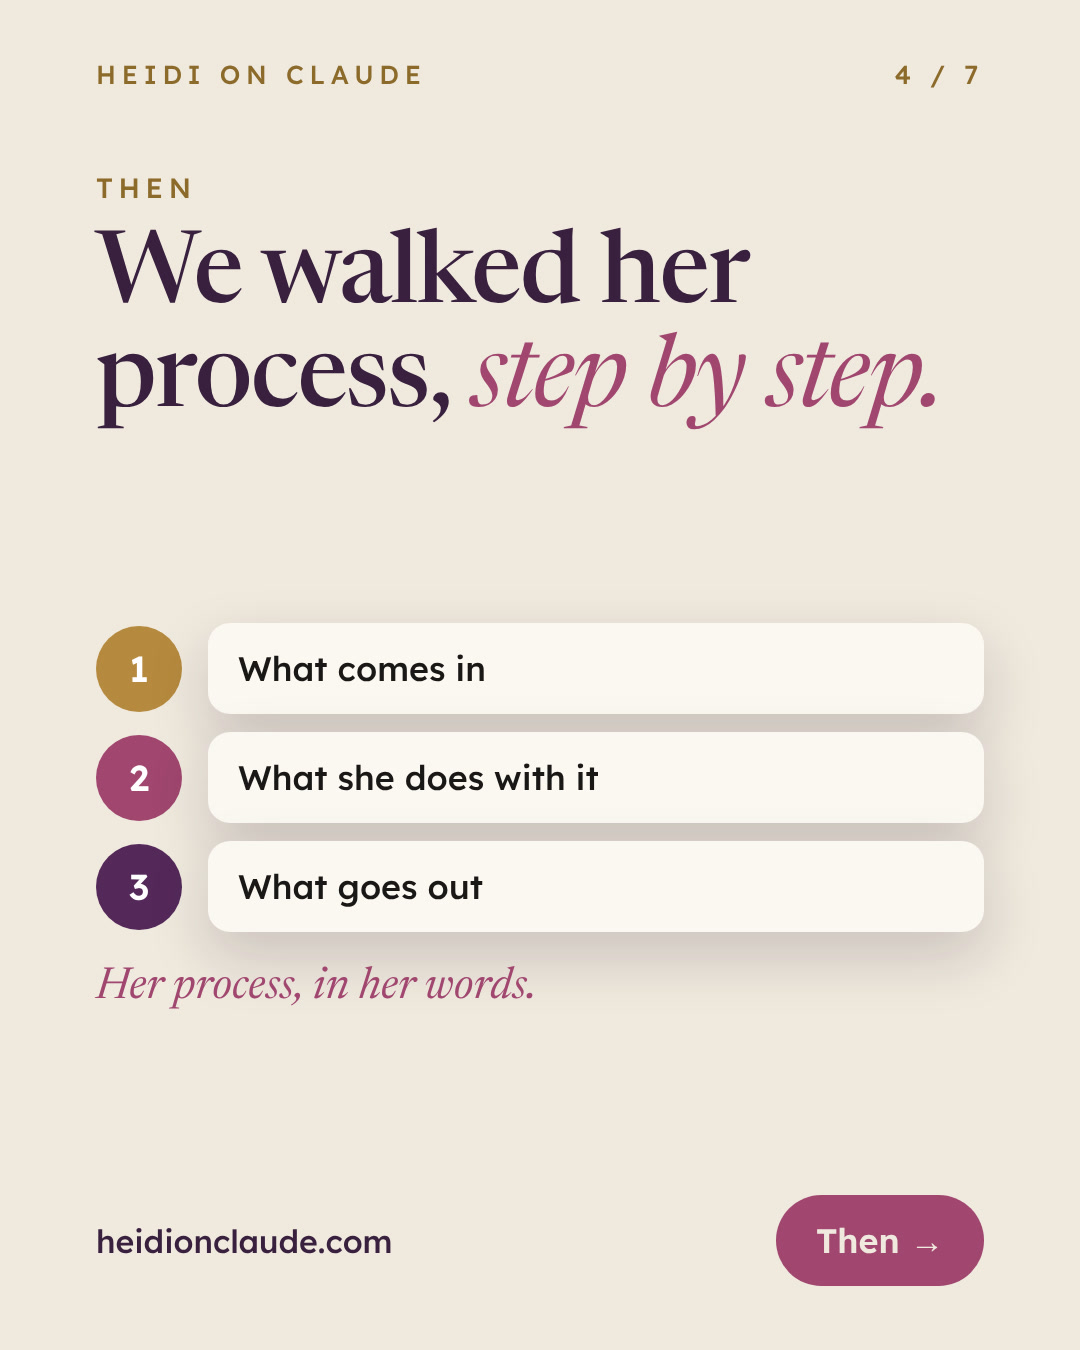 HEIDI ON CLAUDE
4 / 7
THEN
We walked her
process, step by step.
1
What comes in
2
What she does with it
3
What goes out
Her process, in her words.
heidionclaude.com
Then →